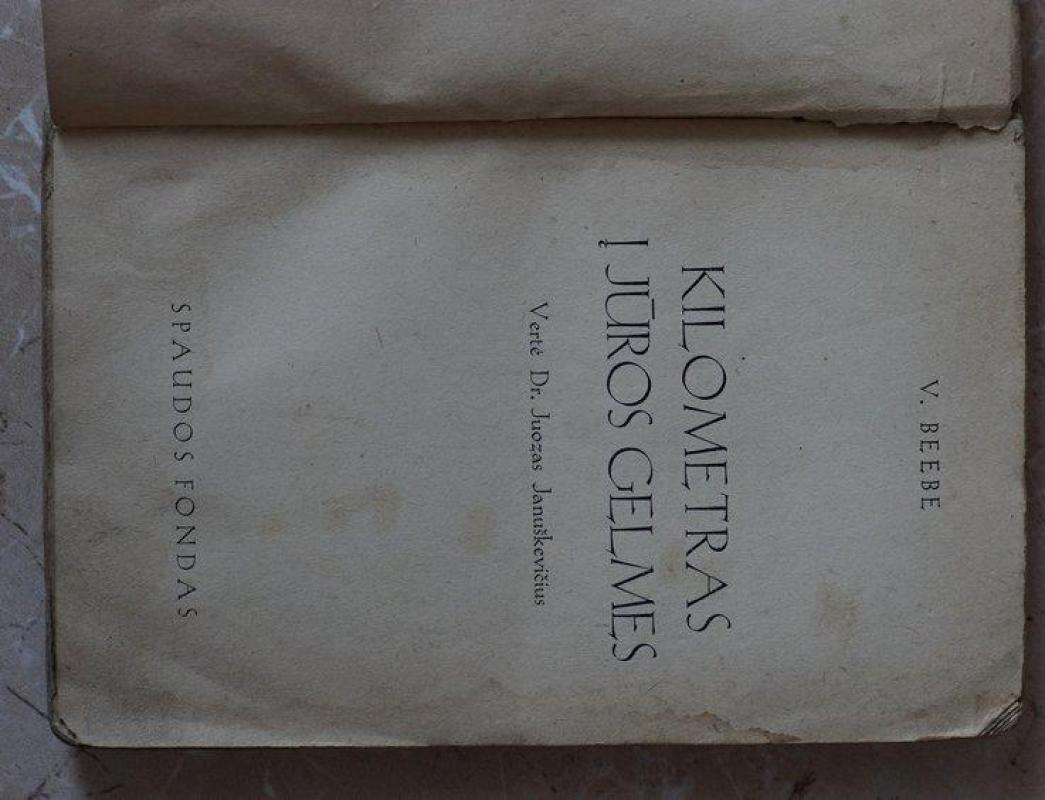 V. BEEBE
KILOMETRAS
Į JŪROS GELMES
Vertė Dr. Juozas Januškevičius
SPAUDOS FONDAS